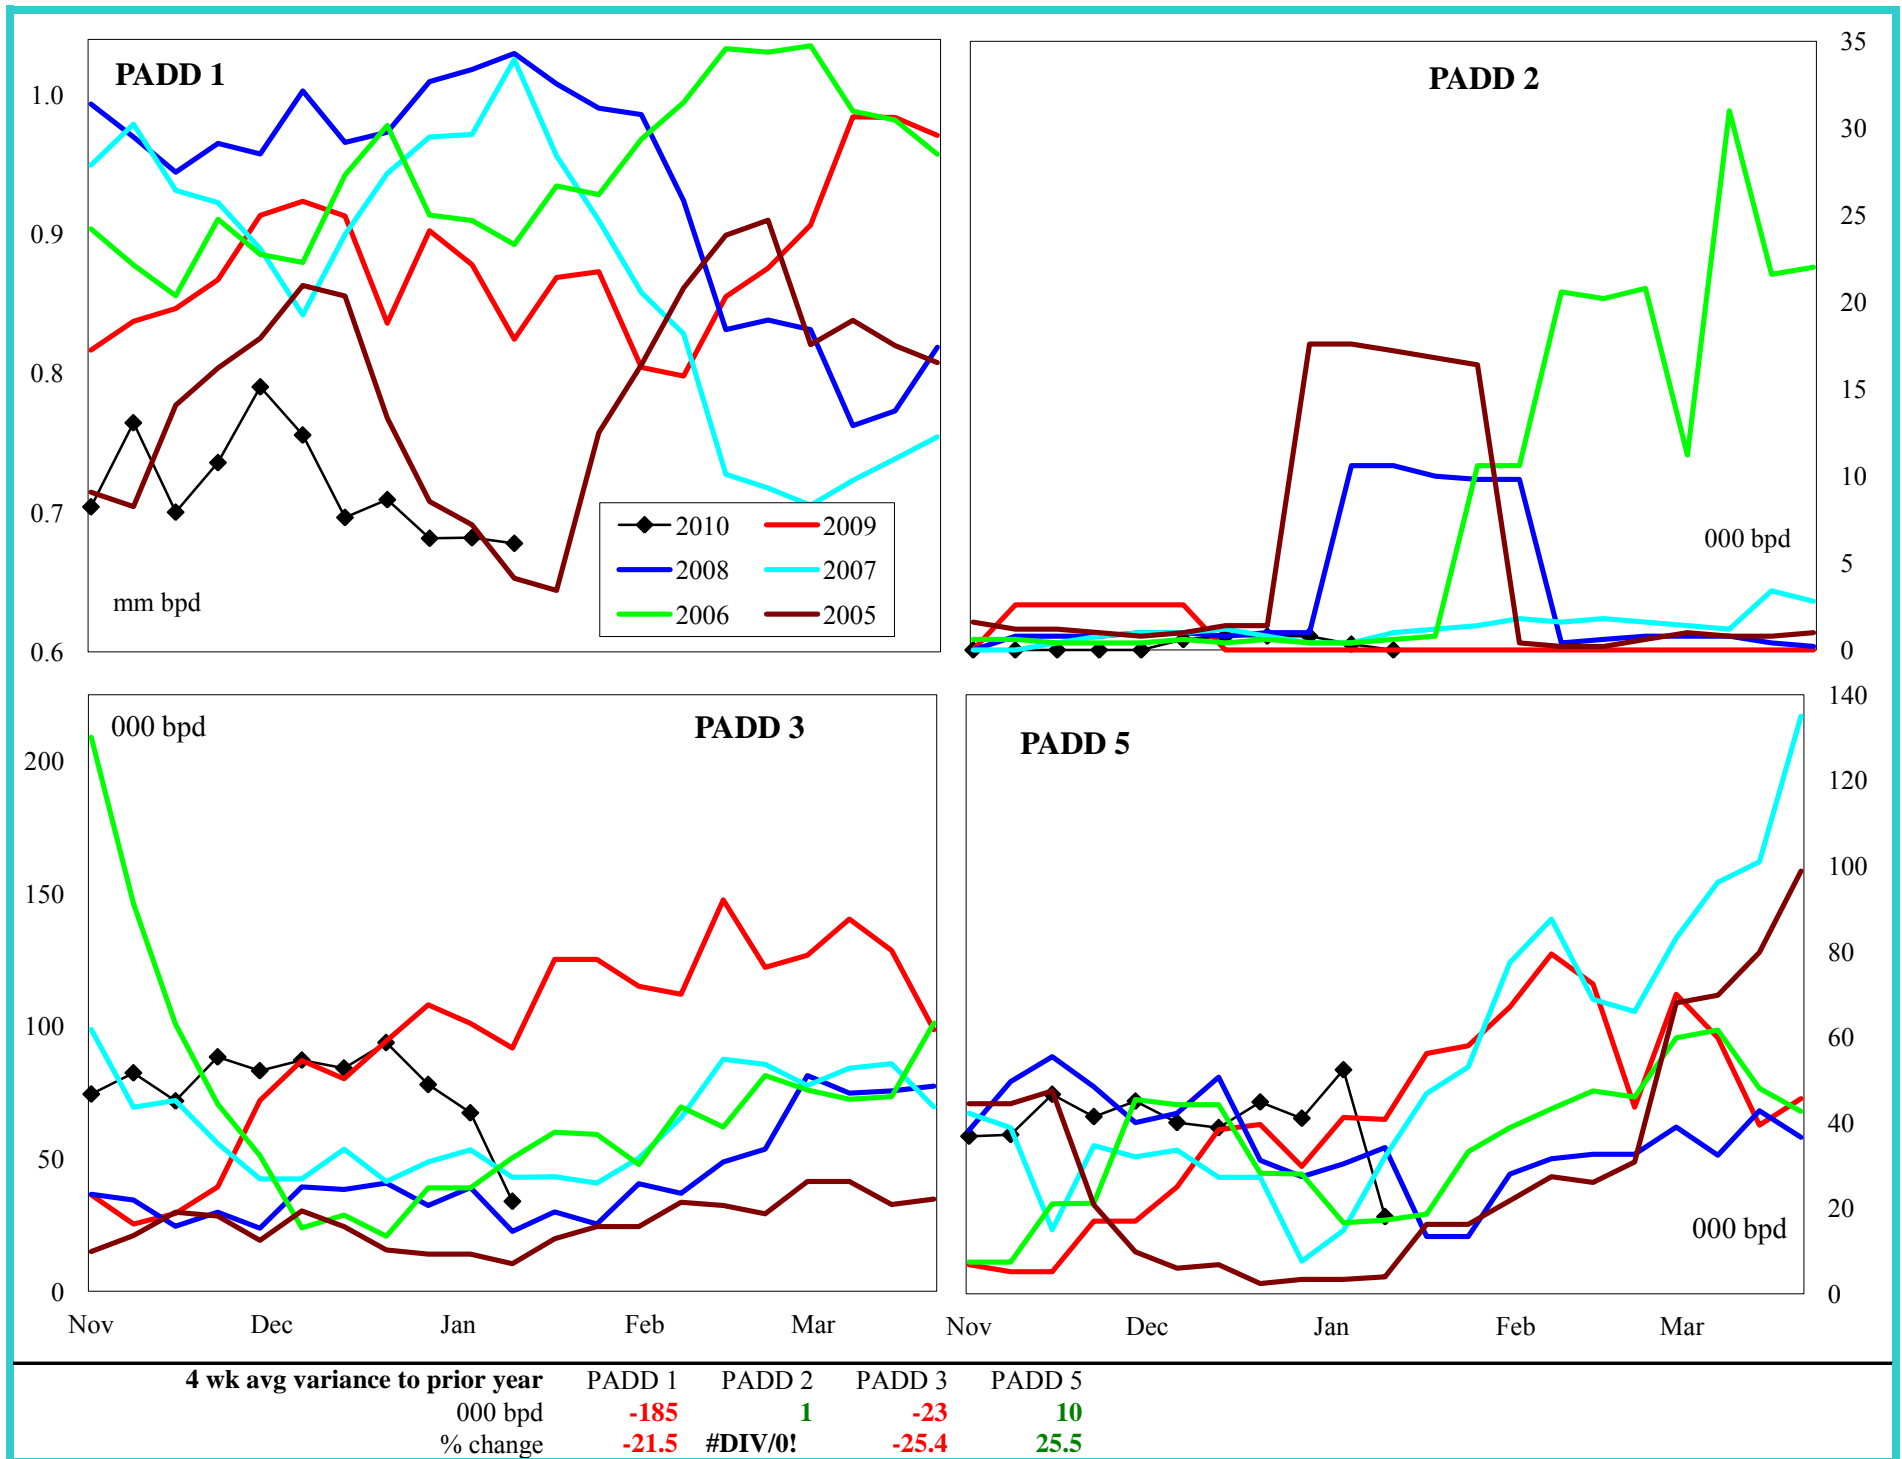 PADD 1
1.0
0.9
0.8
0.7
0.6
mm bpd
2010 2009
2008 2007
2006 2005
PADD 2
35
30
25
20
15
10
5
0
000 bpd
000 bpd
PADD 3
200
150
100
50
0
Nov Dec Jan Feb Mar
PADD 5
140
120
100
80
60
40
20
0
000 bpd
Nov Dec Jan Feb Mar
4 wk avg variance to prior year PADD 1 PADD 2 PADD 3 PADD 5
000 bpd -185 1 -23 10
% change -21.5 #DIV/0! -25.4 25.5